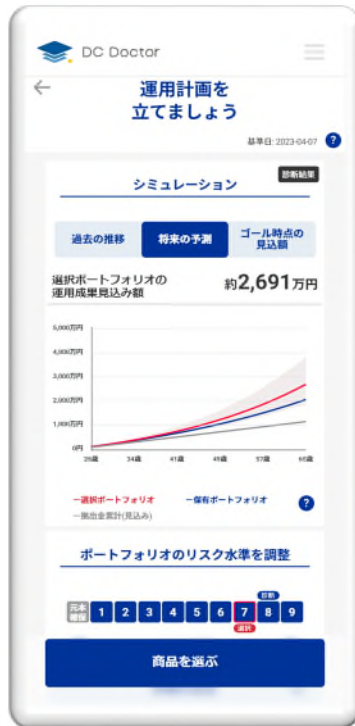 DC Doctor
運用計画を
立てましょう
基準日: 2023-04-07 ?
診断結果
シミュレーション
過去の推移 将来の予測 ゴール時点の
見込額
選択ポートフォリオの
運用成果見込み額
約2,691万円
5,000万円
4,000万円
3,000万円
2,000万円
1,000万円
0円
34歳 41歳 49歳 57歳
ー選択ポートフォリオ ー保有ポートフォリオ ?
ー拠出金累計(見込み)
ポートフォリオのリスク水準を調整
診断
元本
確保 1 2 3 4 5 6 7 8 9
選択
商品を選ぶ